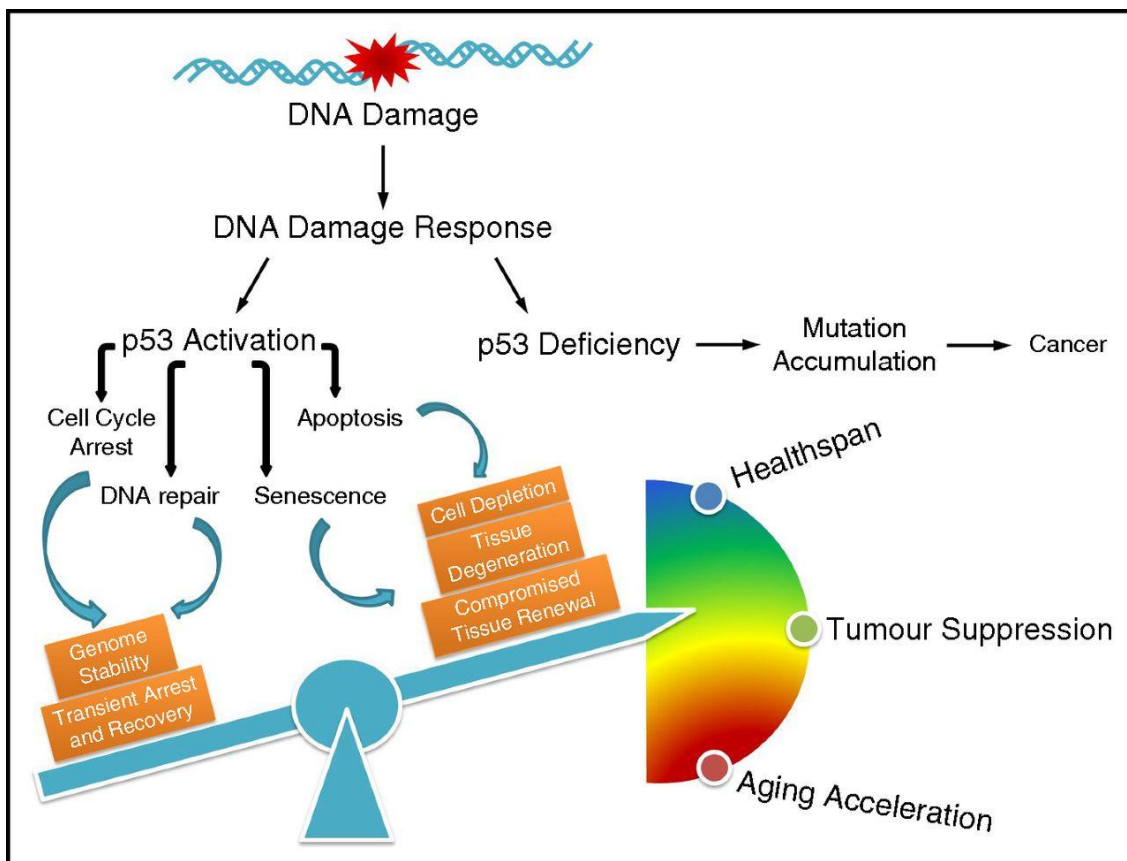 DNA Damage
DNA Damage Response
p53 Activation
p53 Deficiency
Mutation
Accumulation
Cancer
Cell Cycle
Arrest
Apoptosis
DNA repair
Senescence
Cell Depletion
Tissue
Degeneration
Compromised
Tissue Renewal
Genome
Stability
Transient Arrest
and Recovery
Healthspan
Tumour Suppression
Aging Acceleration